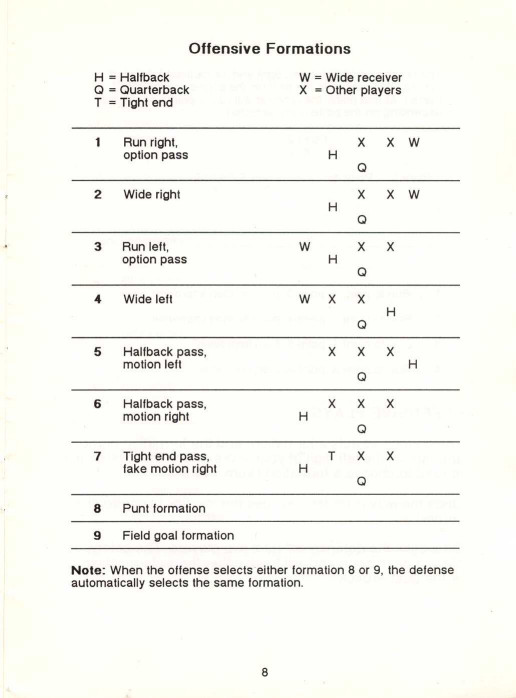 Offensive Formations
H = Halfback W = Wide receiver
Q = Quarterback X = Other players
T = Tight end
1 Run right, X X W
option pass H
Q
2 Wide right X X W
H
Q
3 Run left, W X X
option pass H
Q
4 Wide left W X X
H
Q
5 Halfback pass, X X X
motion left H
Q
6 Halfback pass, X X X
motion right H
Q
7 Tight end pass, T X X
fake motion right H
Q
8 Punt formation
9 Field goal formation
Note: When the offense selects either formation 8 or 9, the defense
automatically selects the same formation.
8